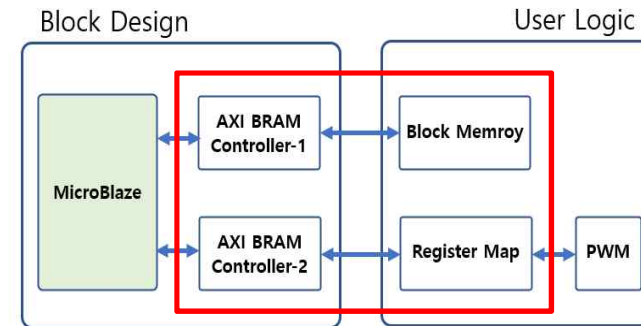 Block Design
User Logic
AXI BRAM
Controller-1
Block Memroy
MicroBlaze
AXI BRAM
Controller-2
Register Map
PWM